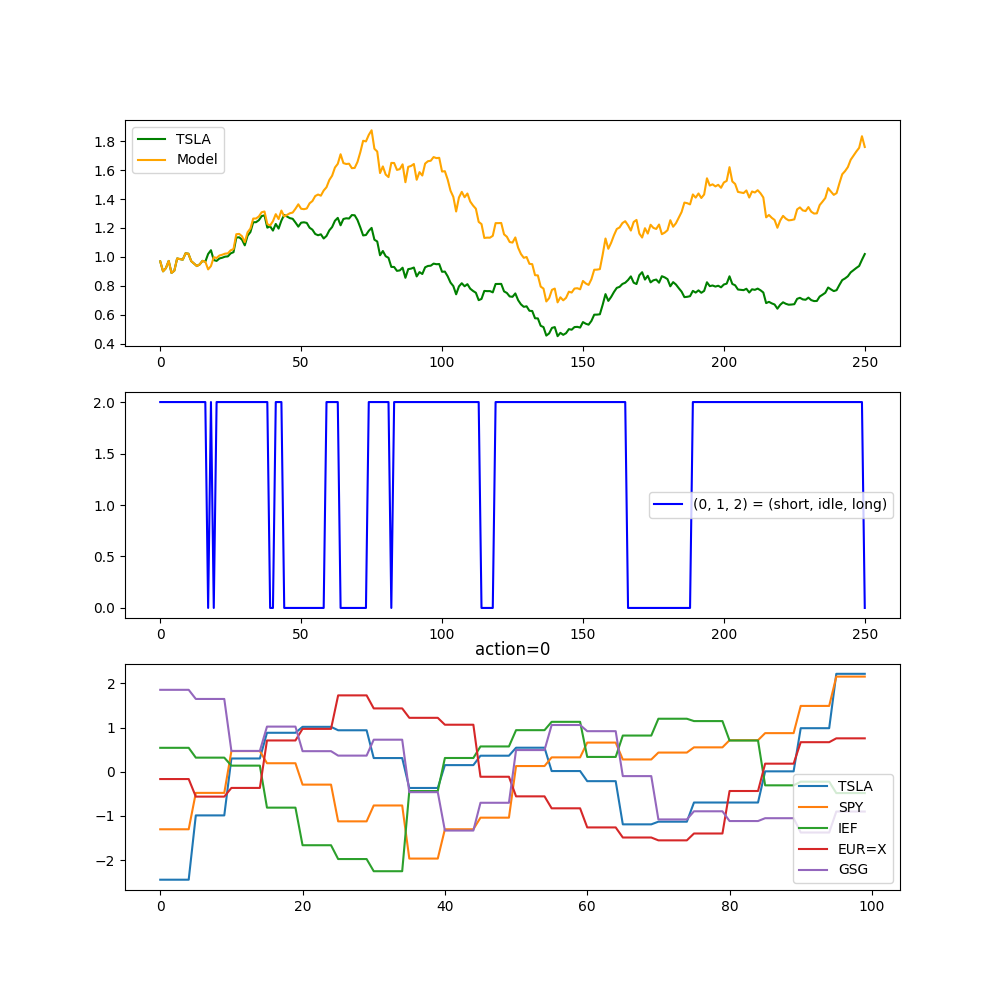 1.8
1.6
1.4
1.2
1.0
0.8
0.6
0.4
TSLA
Model
0 50 100 150 200 250
2.0
1.5
1.0
0.5
0.0
(0, 1, 2) = (short, idle, long)
0 50 100 150 200 250
action=0
2
1
0
−1
−2
TSLA
SPY
IEF
EUR=X
GSG
0 20 40 60 80 100